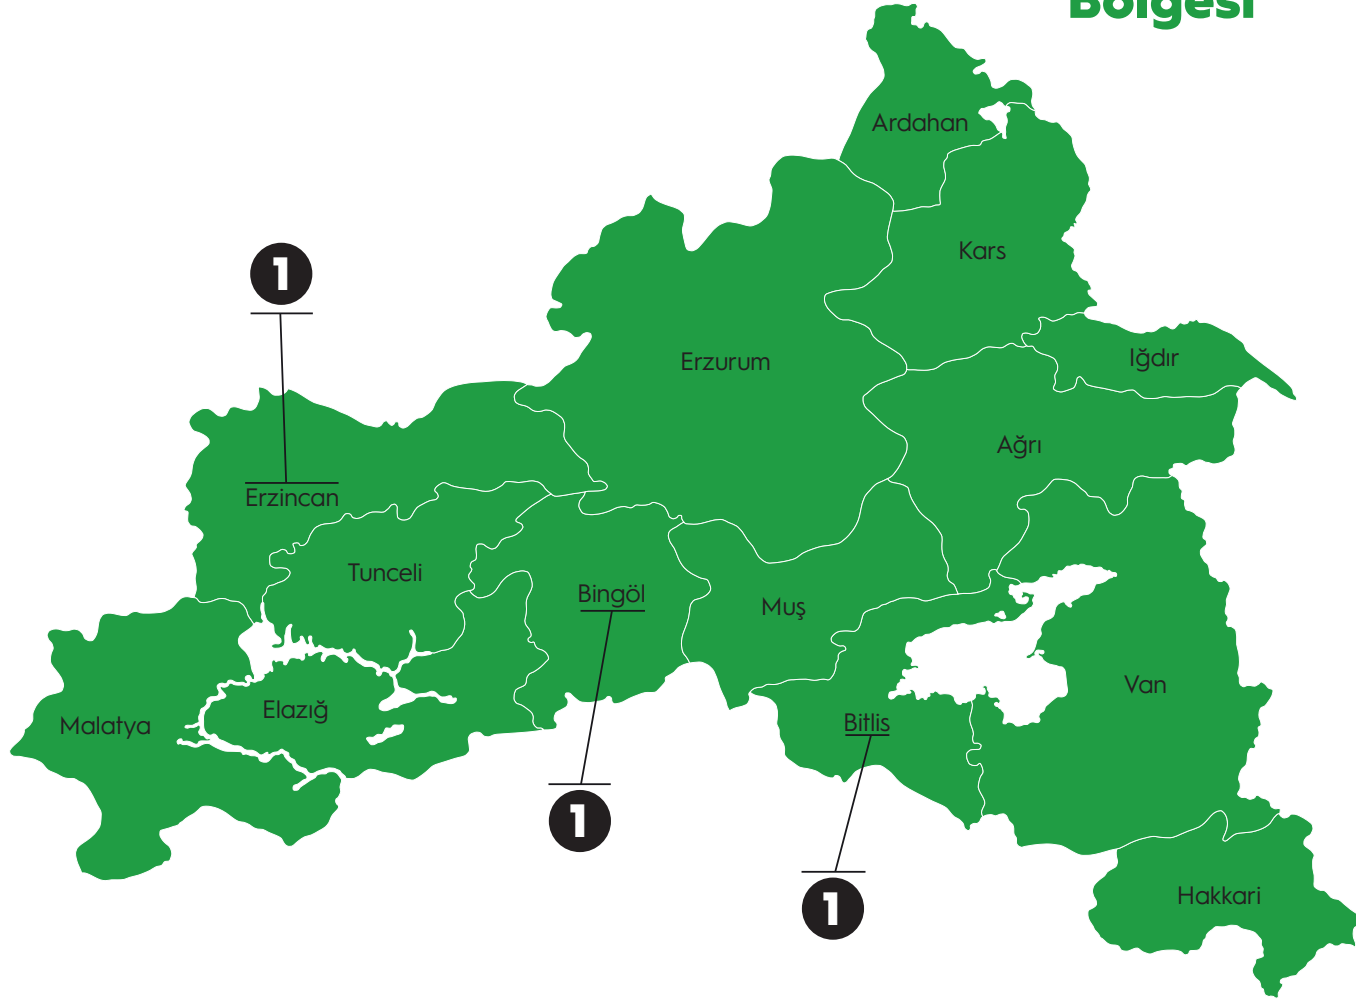 Bölgesi
Ardahan
Kars
1
Erzurum
Iğdır
Ağrı
Erzincan
Tunceli
Bingöl
Muş
Van
Elazığ
Malatya
Bitlis
1
1
Hakkari